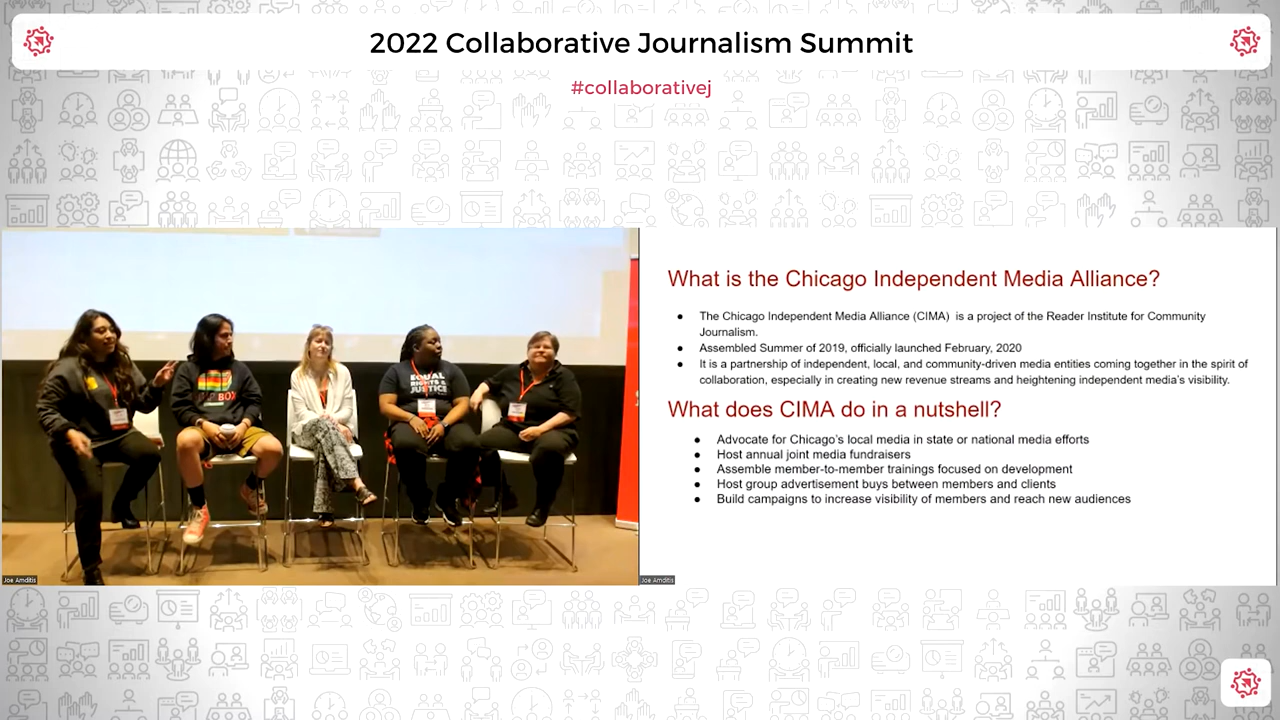 2022 Collaborative Journalism Summit
#collaborativej
What is the Chicago Independent Media Alliance?
● The Chicago Independent Media Alliance (CIMA) is a project of the Reader Institute for Community
Journalism.
● Assembled Summer of 2019, officially launched February, 2020
● It is a partnership of independent, local, and community-driven media entities coming together in the spirit of
collaboration, especially in creating new revenue streams and heightening independent media's visibility.
What does CIMA do in a nutshell?
● Advocate for Chicago's local media in state or national media efforts
● Host annual joint media fundraisers
● Assemble member-to-member trainings focused on development
● Host group advertisement buys between members and clients
● Build campaigns to increase visibility of members and reach new audiences
EQUAL
RIGHTS &
JUSTICE
Joe Amditis
Joe Amditis